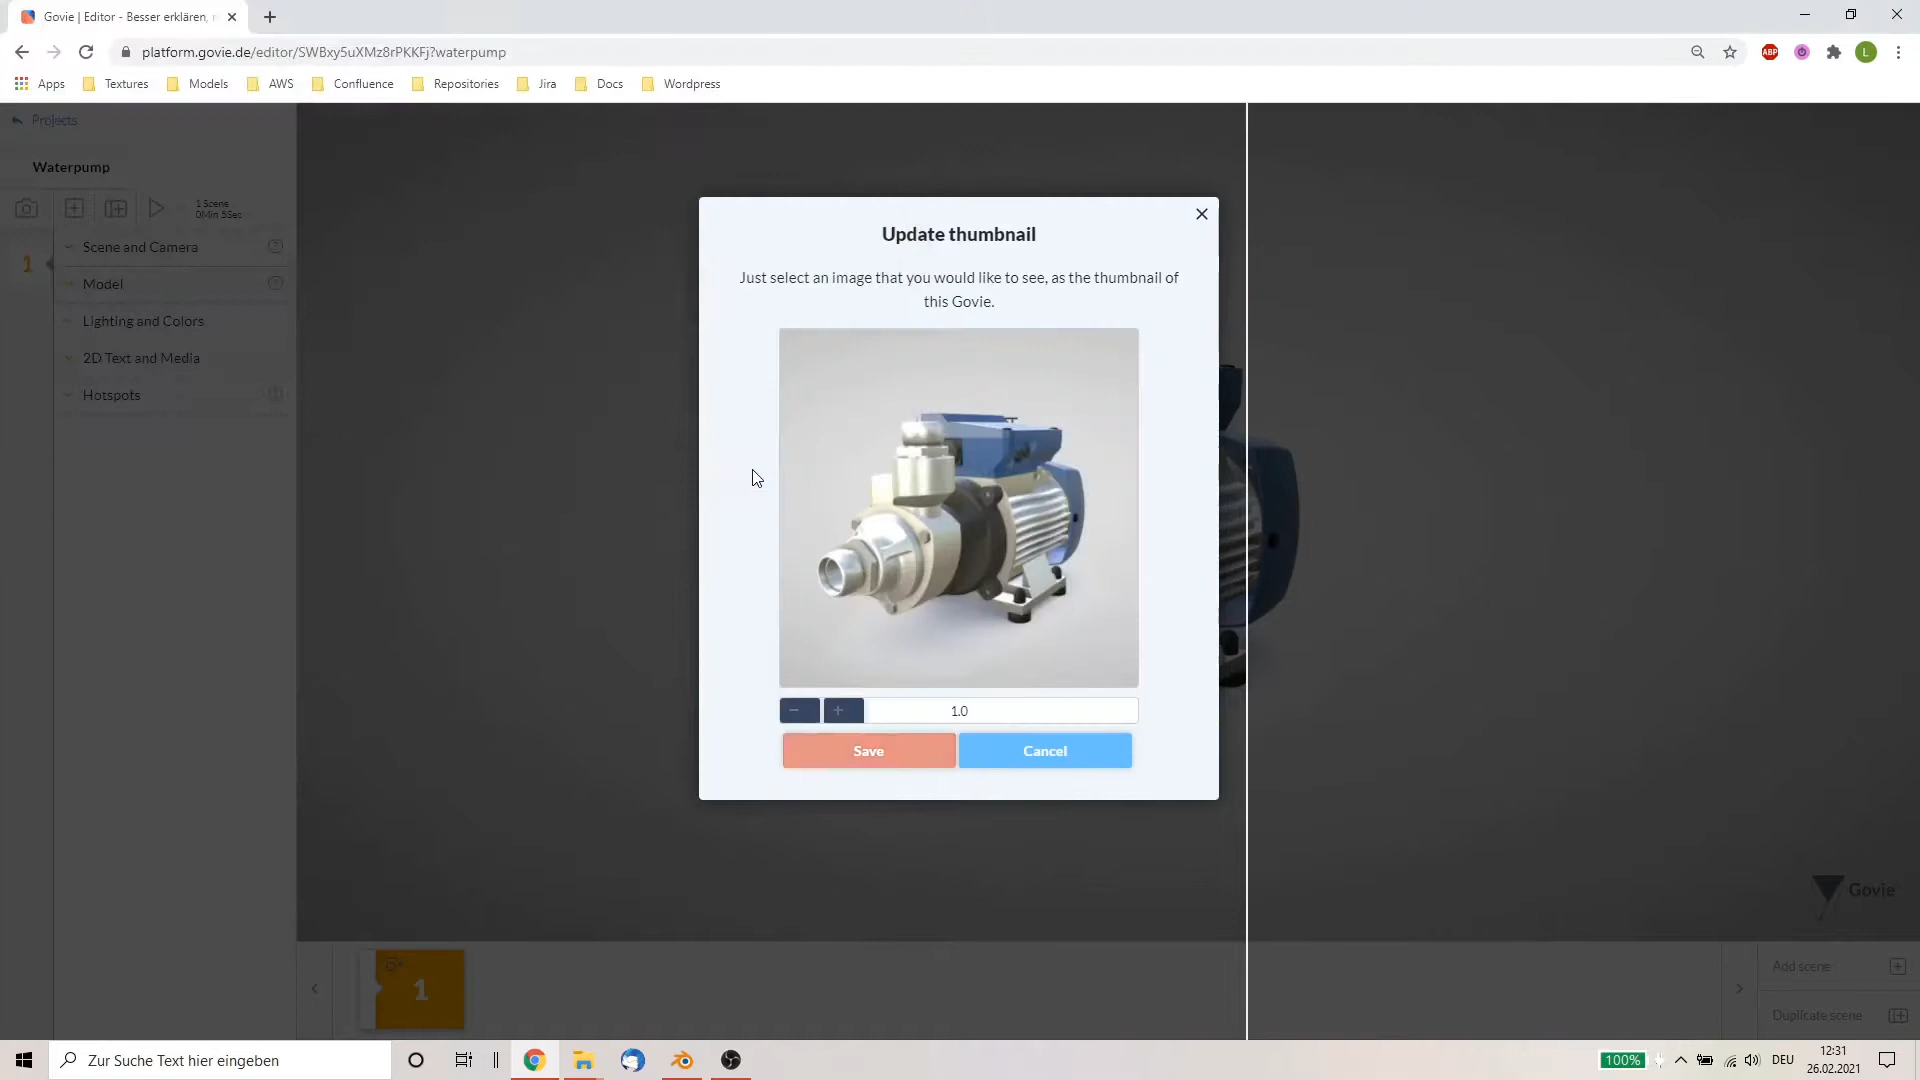 Govie | Editor - Besser erklären,
platform.govie.de/editor/SWBxy5uXMz8rPKKFj?waterpump
ABP
L
Apps
Textures
Models
AWS
Confluence
Repositories
Jira
Docs
Wordpress
Projects
Waterpump
1 Scene
0Min 5Sec
1
Scene and Camera
Model
Lighting and Colors
2D Text and Media
Hotspots
Update thumbnail
Just select an image that you would like to see, as the thumbnail of
this Govie.
1.0
Save
Cancel
Govie
1
Add scene
Duplicate scene
Zur Suche Text hier eingeben
100%
DEU
12:31
26.02.2021